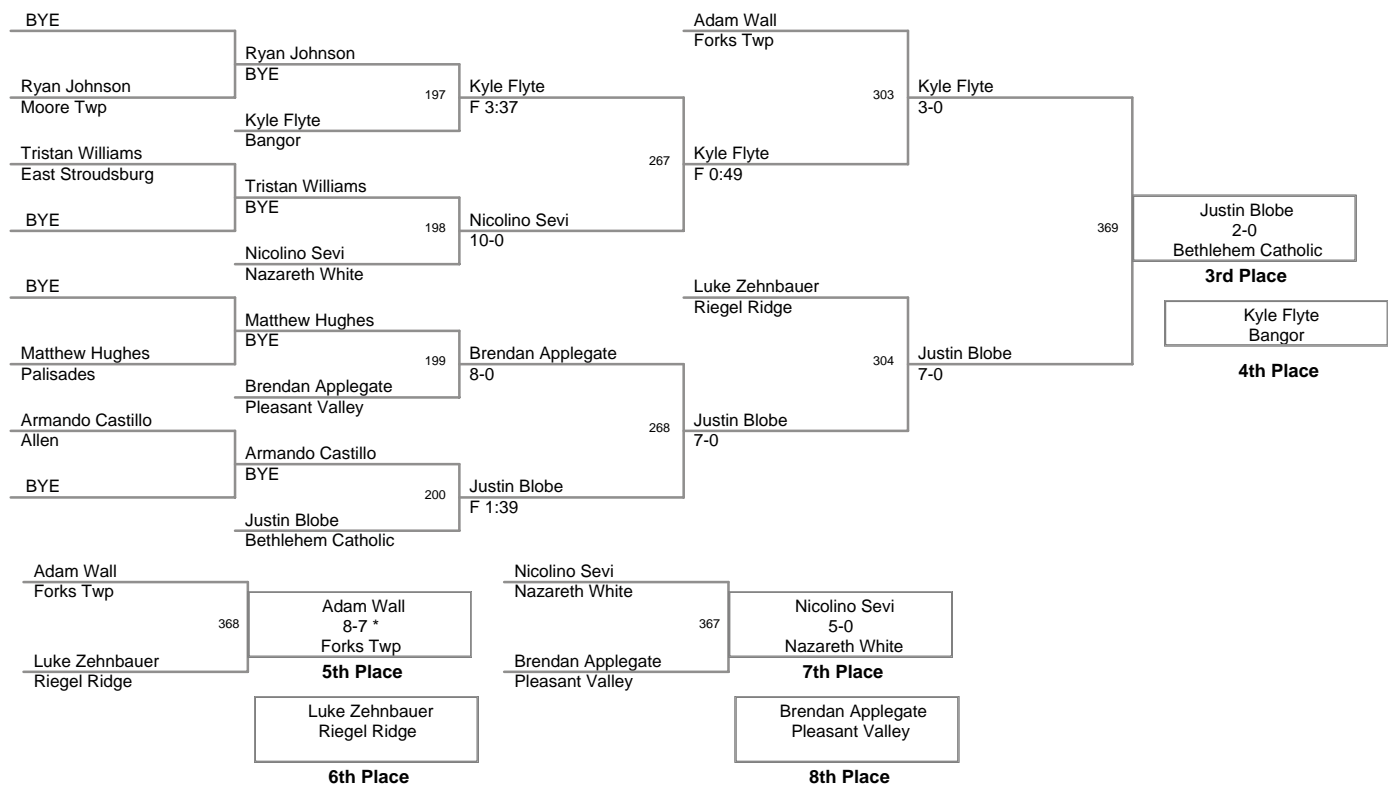 BYE
Ryan Johnson
Moore Twp
Tristan Williams
East Stroudsburg
BYE
BYE
Matthew Hughes
Palisades
Armando Castillo
Allen
BYE
Ryan Johnson
BYE
197
Kyle Flyte
Bangor
Tristan Williams
BYE
198
Nicolino Sevi
Nazareth White
Matthew Hughes
BYE
199
Brendan Applegate
Pleasant Valley
Armando Castillo
BYE
200
Justin Blobe
Bethlehem Catholic
Kyle Flyte
F 3:37
267
Nicolino Sevi
10-0
Brendan Applegate
8-0
268
Justin Blobe
F 1:39
Adam Wall
Forks Twp
303
Kyle Flyte
F 0:49
Luke Zehnbauer
Riegel Ridge
304
Justin Blobe
7-0
Kyle Flyte
3-0
369
Justin Blobe
7-0
Justin Blobe
2-0
Bethlehem Catholic
3rd Place
Kyle Flyte
Bangor
4th Place
Adam Wall
Forks Twp
368
Luke Zehnbauer
Riegel Ridge
Adam Wall
8-7 *
Forks Twp
5th Place
Luke Zehnbauer
Riegel Ridge
6th Place
Nicolino Sevi
Nazareth White
367
Brendan Applegate
Pleasant Valley
Nicolino Sevi
5-0
Nazareth White
7th Place
Brendan Applegate
Pleasant Valley
8th Place